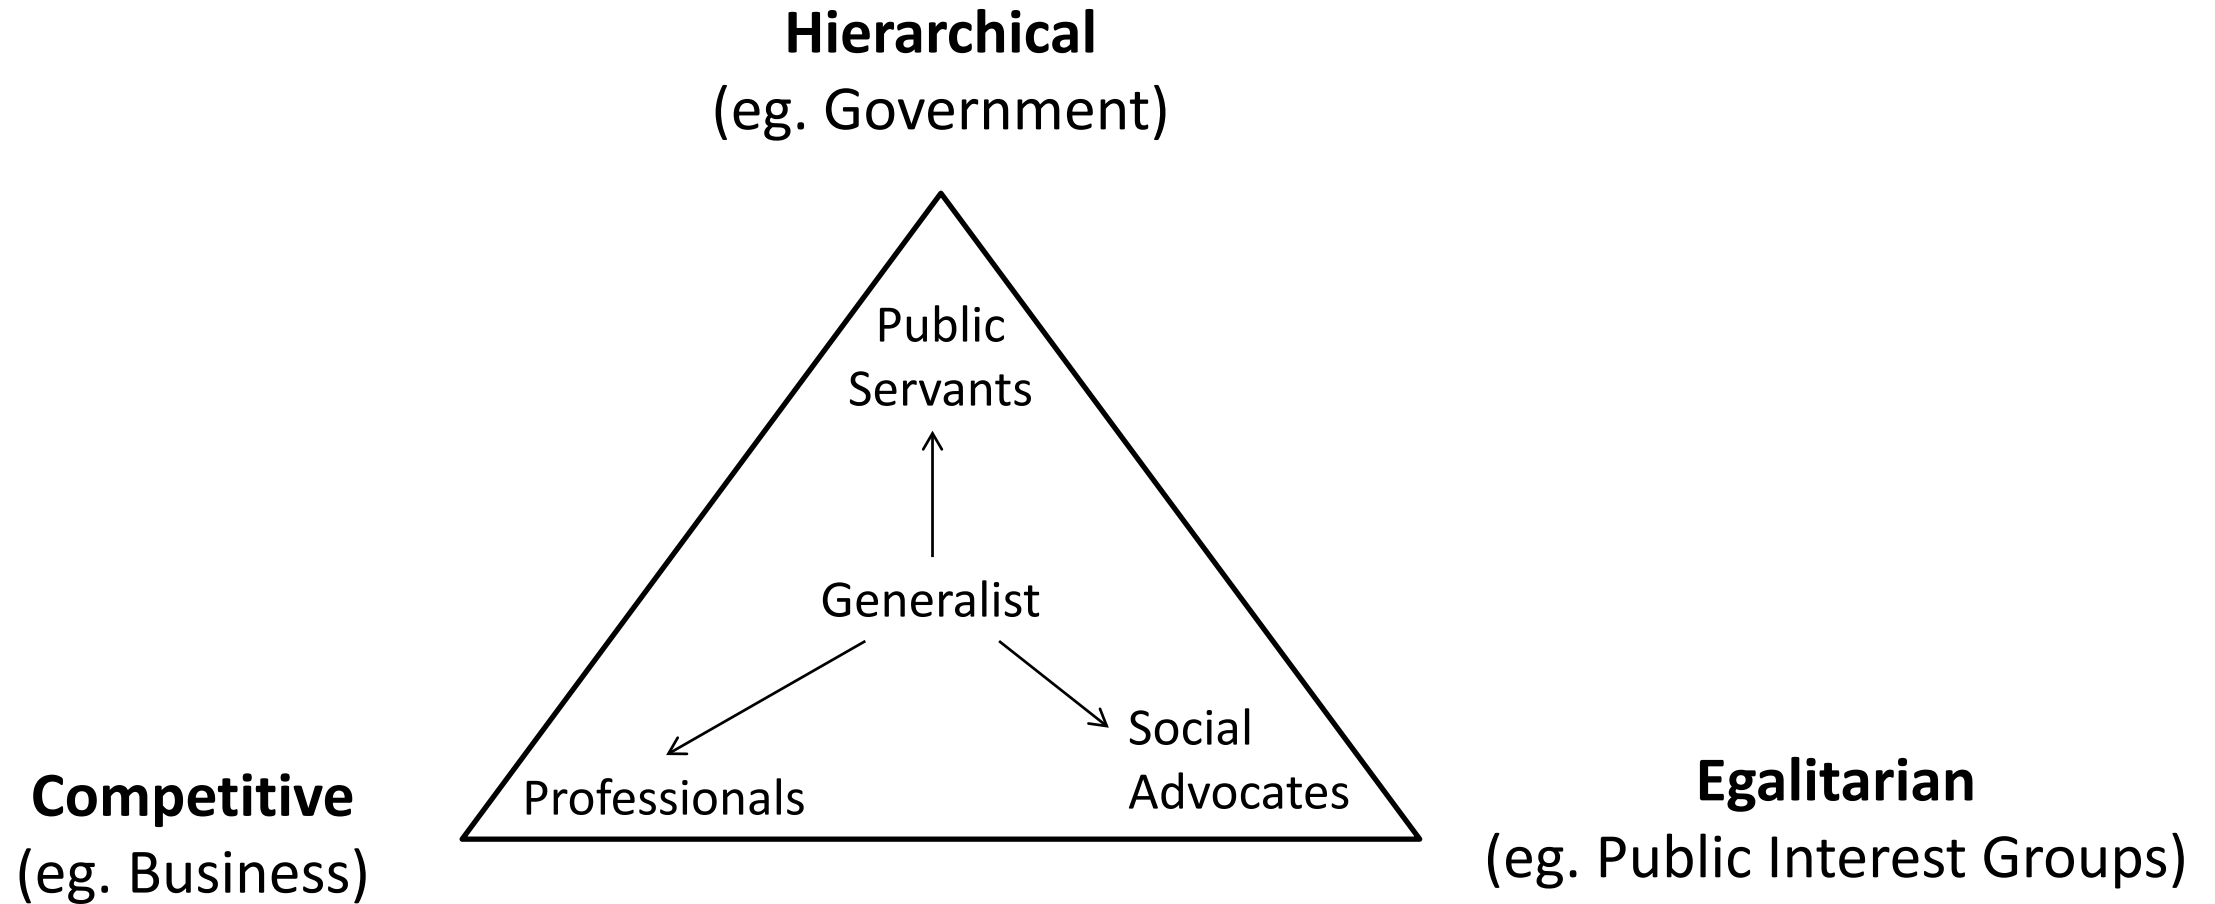 Hierarchical
(eg. Government)
Public
Servants
Generalist
Social
Advocates
Professionals
Competitive
(eg. Business)
Egalitarian
(eg. Public Interest Groups)